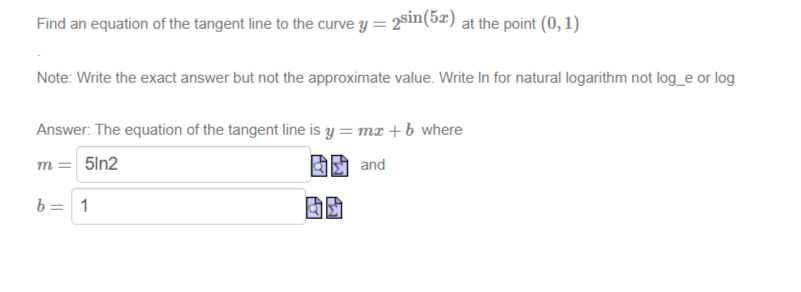 Find an equation of the tangent line to the curve y = 2^sin(5x) at the point (0, 1)
.
Note: Write the exact answer but not the approximate value. Write ln for natural logarithm not log_e or log
Answer: The equation of the tangent line is y = mx + b where
m = 5ln2 and
b = 1